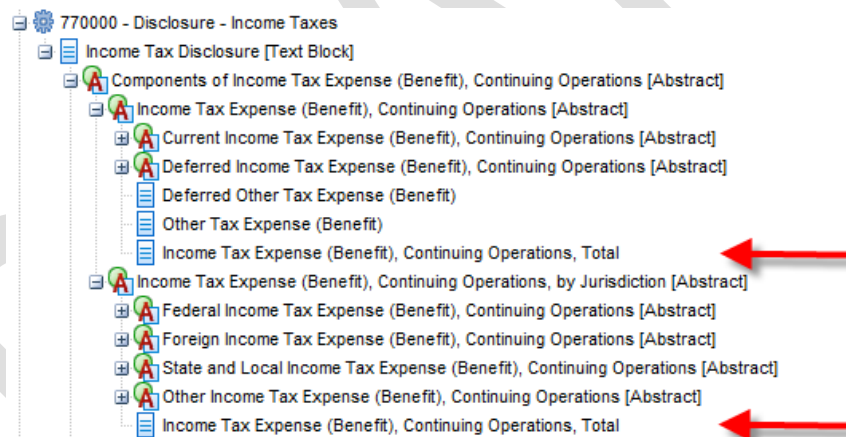 770000 - Disclosure - Income Taxes
Income Tax Disclosure [Text Block]
Components of Income Tax Expense (Benefit), Continuing Operations [Abstract]
Income Tax Expense (Benefit), Continuing Operations [Abstract]
Current Income Tax Expense (Benefit), Continuing Operations [Abstract]
Deferred Income Tax Expense (Benefit), Continuing Operations [Abstract]
Deferred Other Tax Expense (Benefit)
Other Tax Expense (Benefit)
Income Tax Expense (Benefit), Continuing Operations, Total
Income Tax Expense (Benefit), Continuing Operations, by Jurisdiction [Abstract]
Federal Income Tax Expense (Benefit), Continuing Operations [Abstract]
Foreign Income Tax Expense (Benefit), Continuing Operations [Abstract]
State and Local Income Tax Expense (Benefit), Continuing Operations [Abstract]
Other Income Tax Expense (Benefit), Continuing Operations [Abstract]
Income Tax Expense (Benefit), Continuing Operations, Total